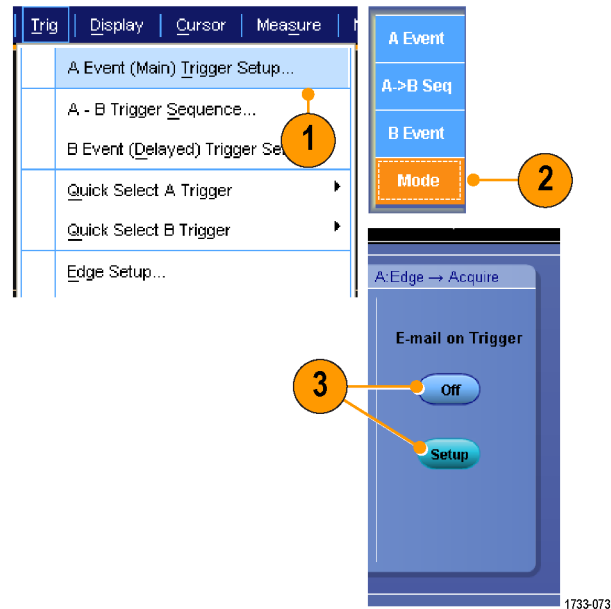 Trig Display Cursor Measure
A Event (Main) Trigger Setup...
A - B Trigger Sequence...
B Event (Delayed) Trigger Se
Quick Select A Trigger
Quick Select B Trigger
Edge Setup...
1
A Event
A->B Seq
B Event
Mode
2
A:Edge → Acquire
E-mail on Trigger
Off
Setup
3
1733-073